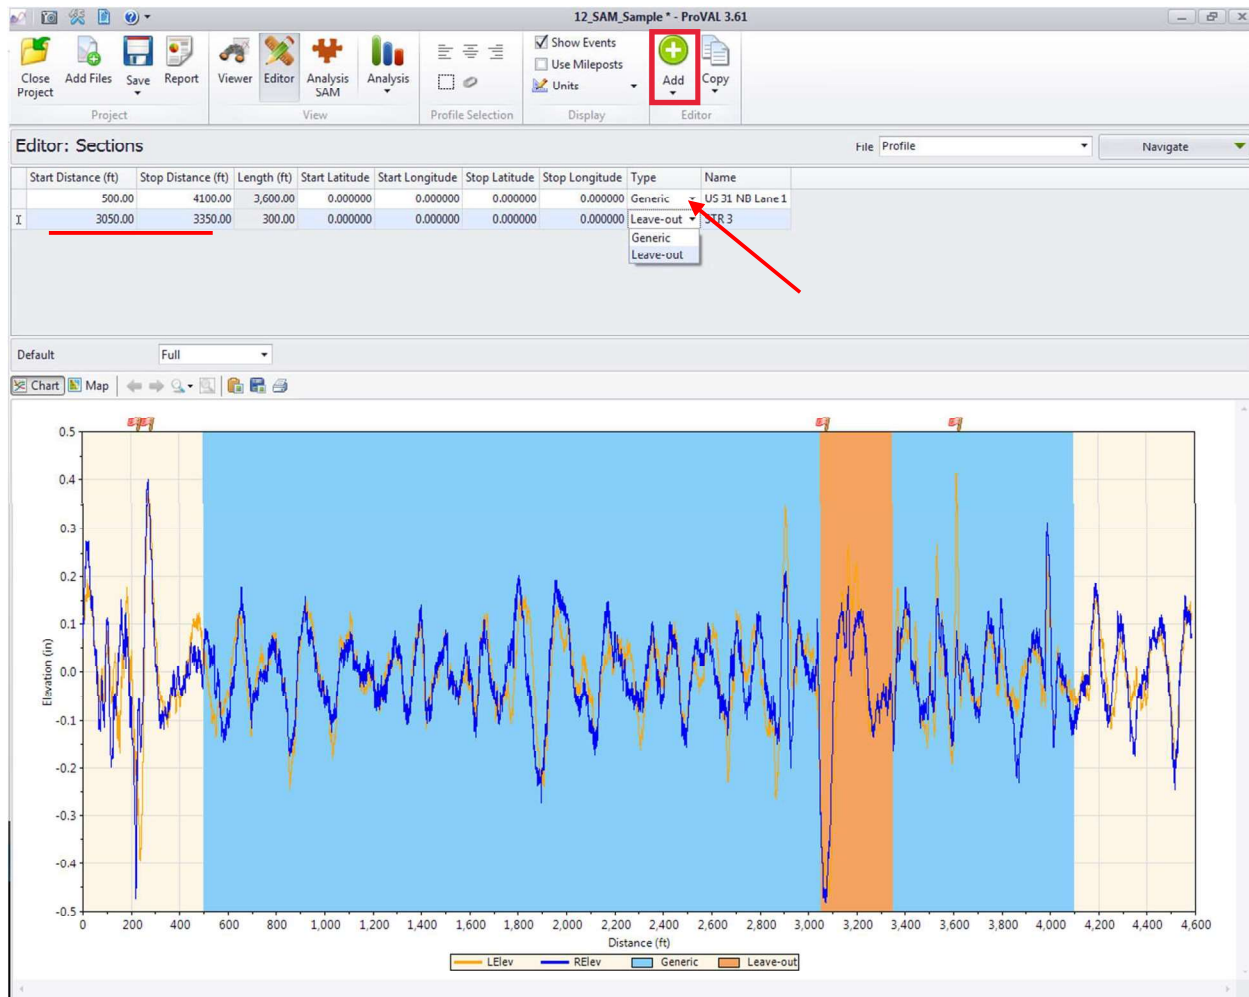 12_SAM_Sample * - ProVAL 3.61
Close Project Add Files Save Report Viewer Editor Analysis SAM Analysis
Show Events
Use Mileposts
Units
Add Copy
Project View Profile Selection Display Editor
Editor: Sections File Profile Navigate
Start Distance (ft) Stop Distance (ft) Length (ft) Start Latitude Start Longitude Stop Latitude Stop Longitude Type Name
500.00 4100.00 3,600.00 0.000000 0.000000 0.000000 0.000000 Generic US 31 NB Lane 1
3050.00 3350.00 300.00 0.000000 0.000000 0.000000 0.000000 Leave-out STR 3
Generic
Leave-out
Default Full
Chart Map
0.5
0.4
0.3
0.2
0.1
0.0
-0.1
-0.2
-0.3
-0.4
-0.5
Elevation (in)
0 200 400 600 800 1,000 1,200 1,400 1,600 1,800 2,000 2,200 2,400 2,600 2,800 3,000 3,200 3,400 3,600 3,800 4,000 4,200 4,400 4,600
Distance (ft)
LElev RElev Generic Leave-out